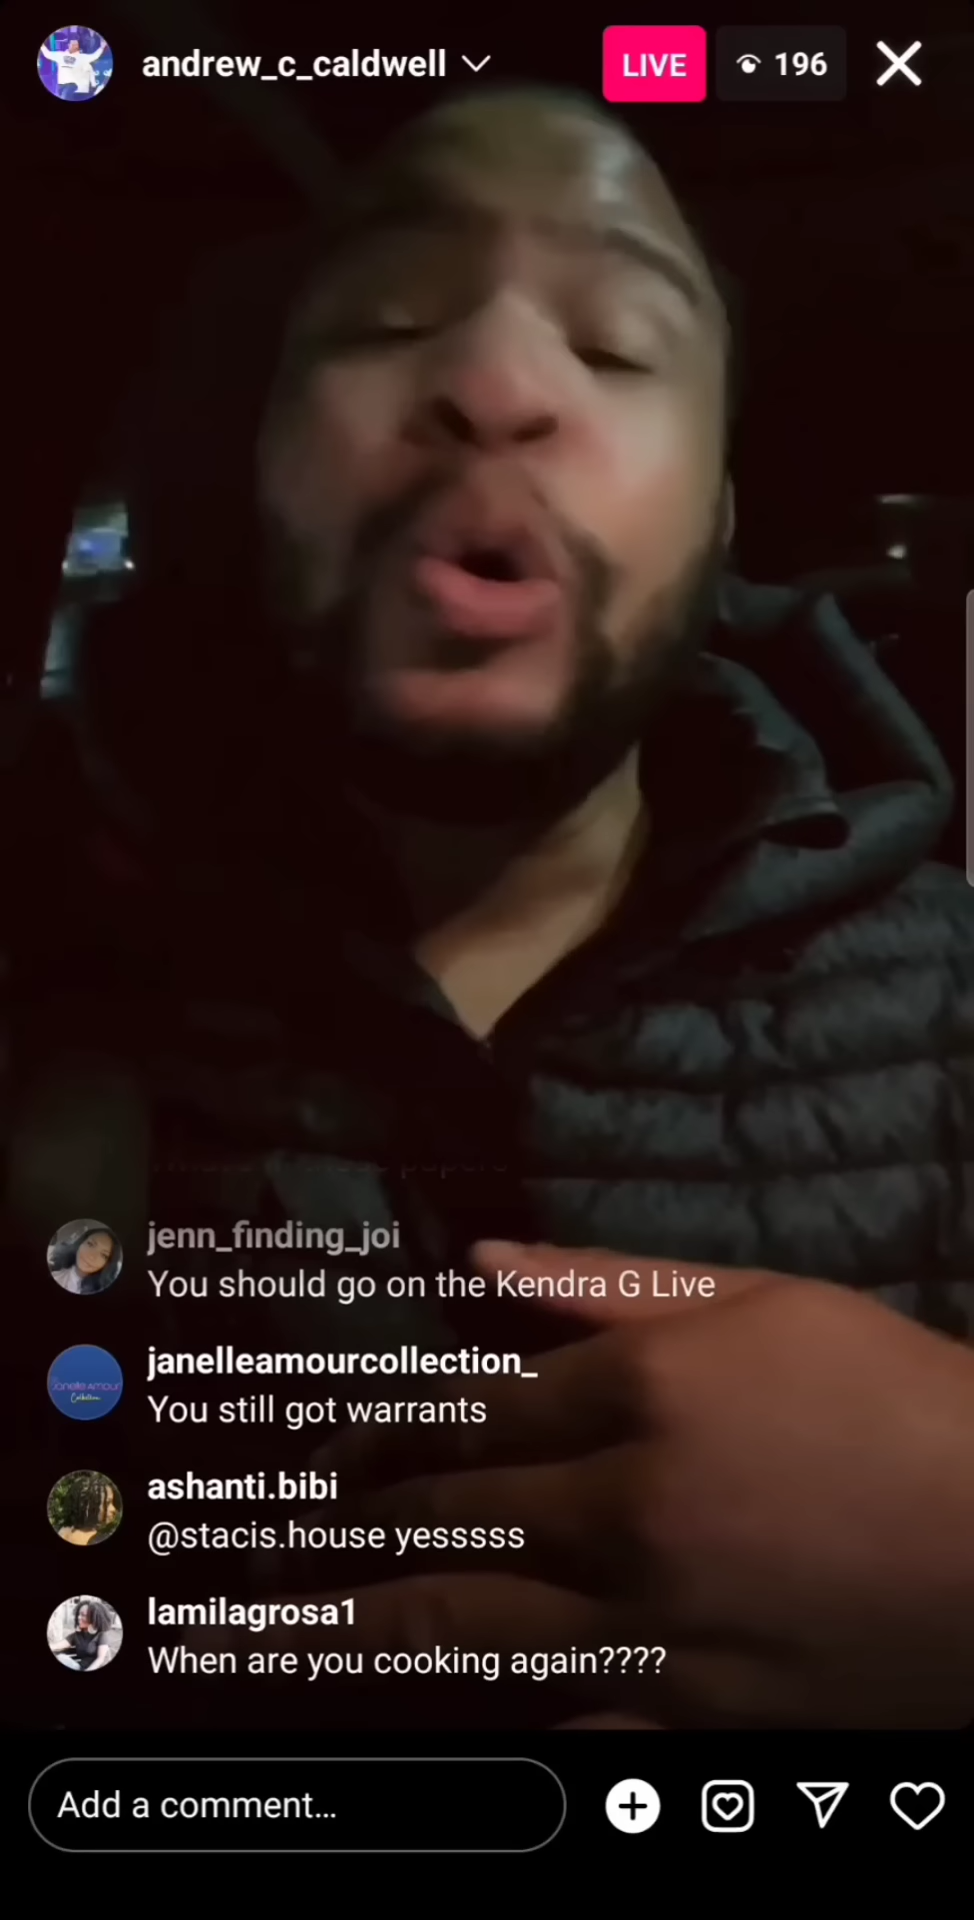 andrew_c_caldwell
LIVE
196
jenn_finding_joi
You should go on the Kendra G Live
janelleamourcollection_
You still got warrants
ashanti.bibi
@stacis.house yesssss
lamilagrosa1
When are you cooking again????
Add a comment...